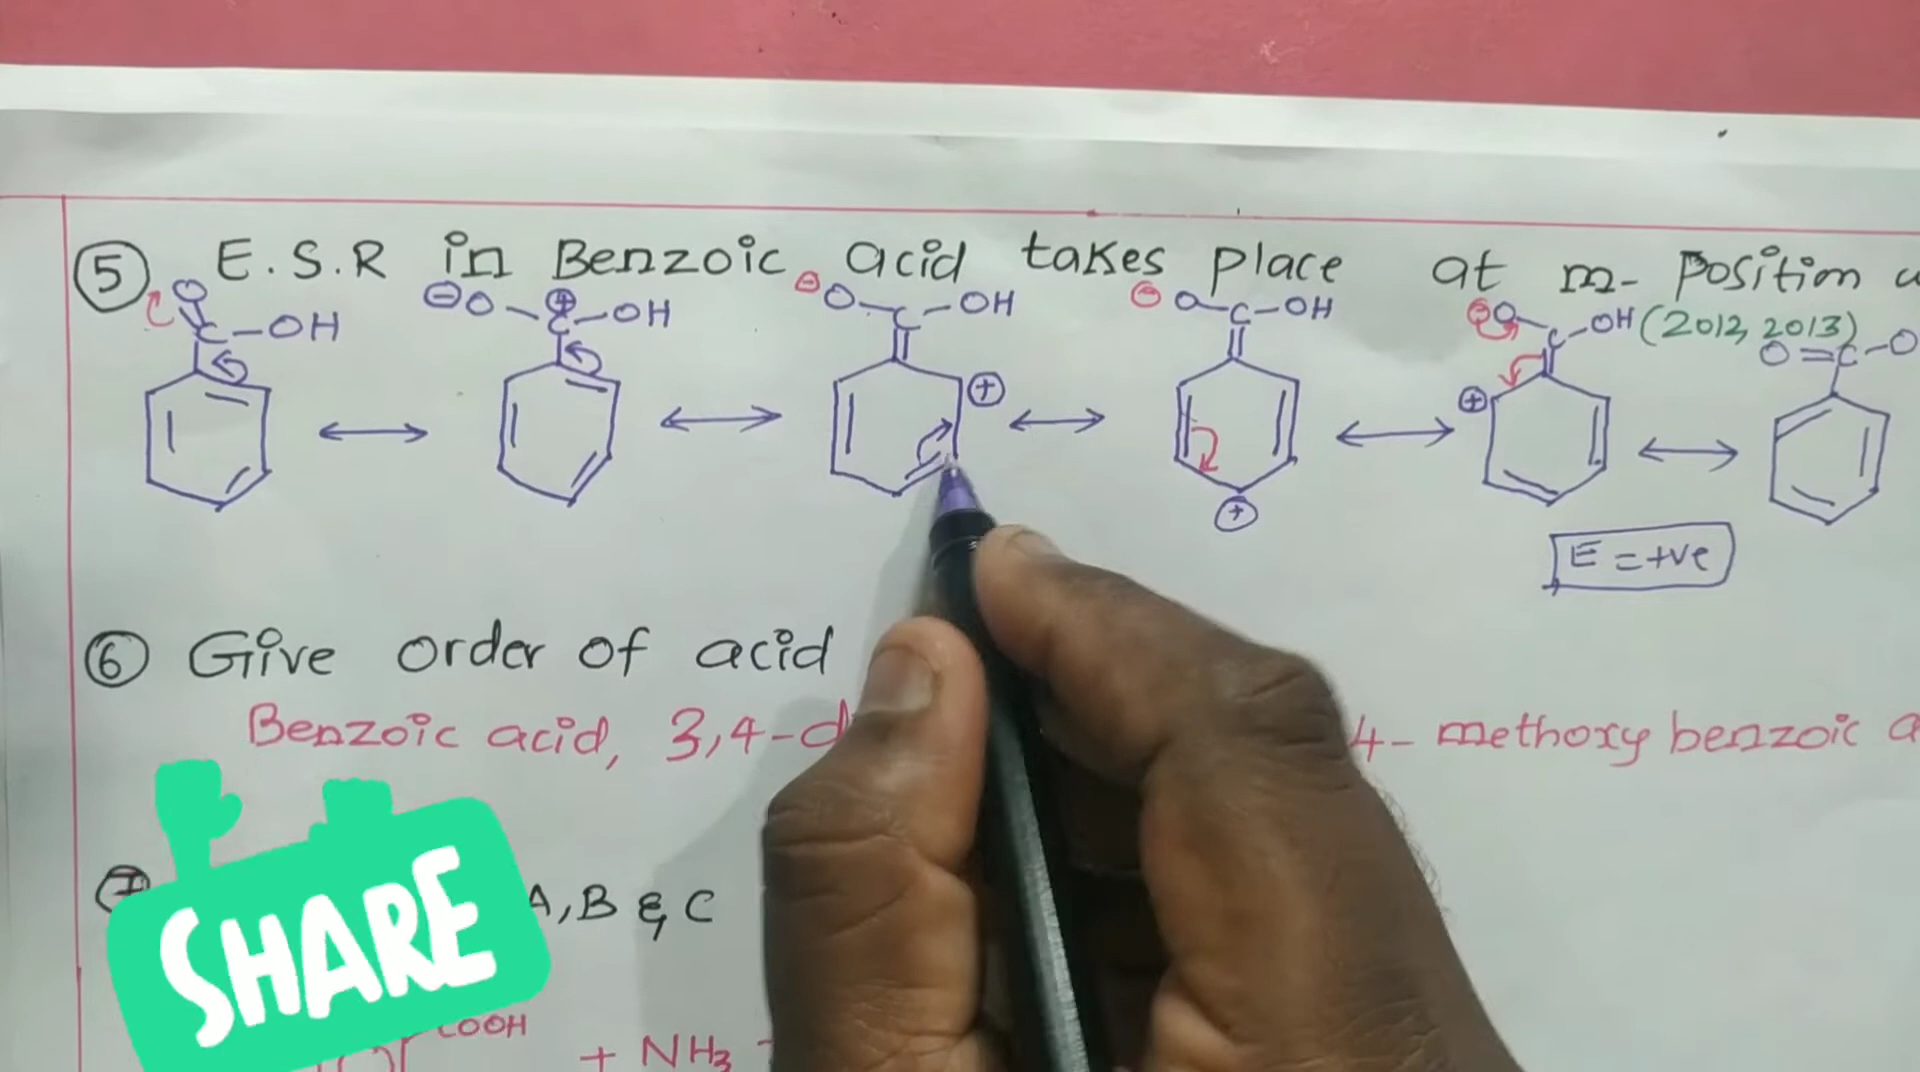 5 E.S.R in Benzoic acid takes place at m- position
O C-OH ⊖O-C⊕-OH ⊖O-C-OH ⊖O-C-OH ⊖O C-OH (2012, 2013) O=C-O
⊕ ⊕ ⊕
E = +ve
6 Give order of acid
Benzoic acid, 3,4-d 4- methoxy benzoic a
7 A, B & C
SHARE
COOH
+ NH3